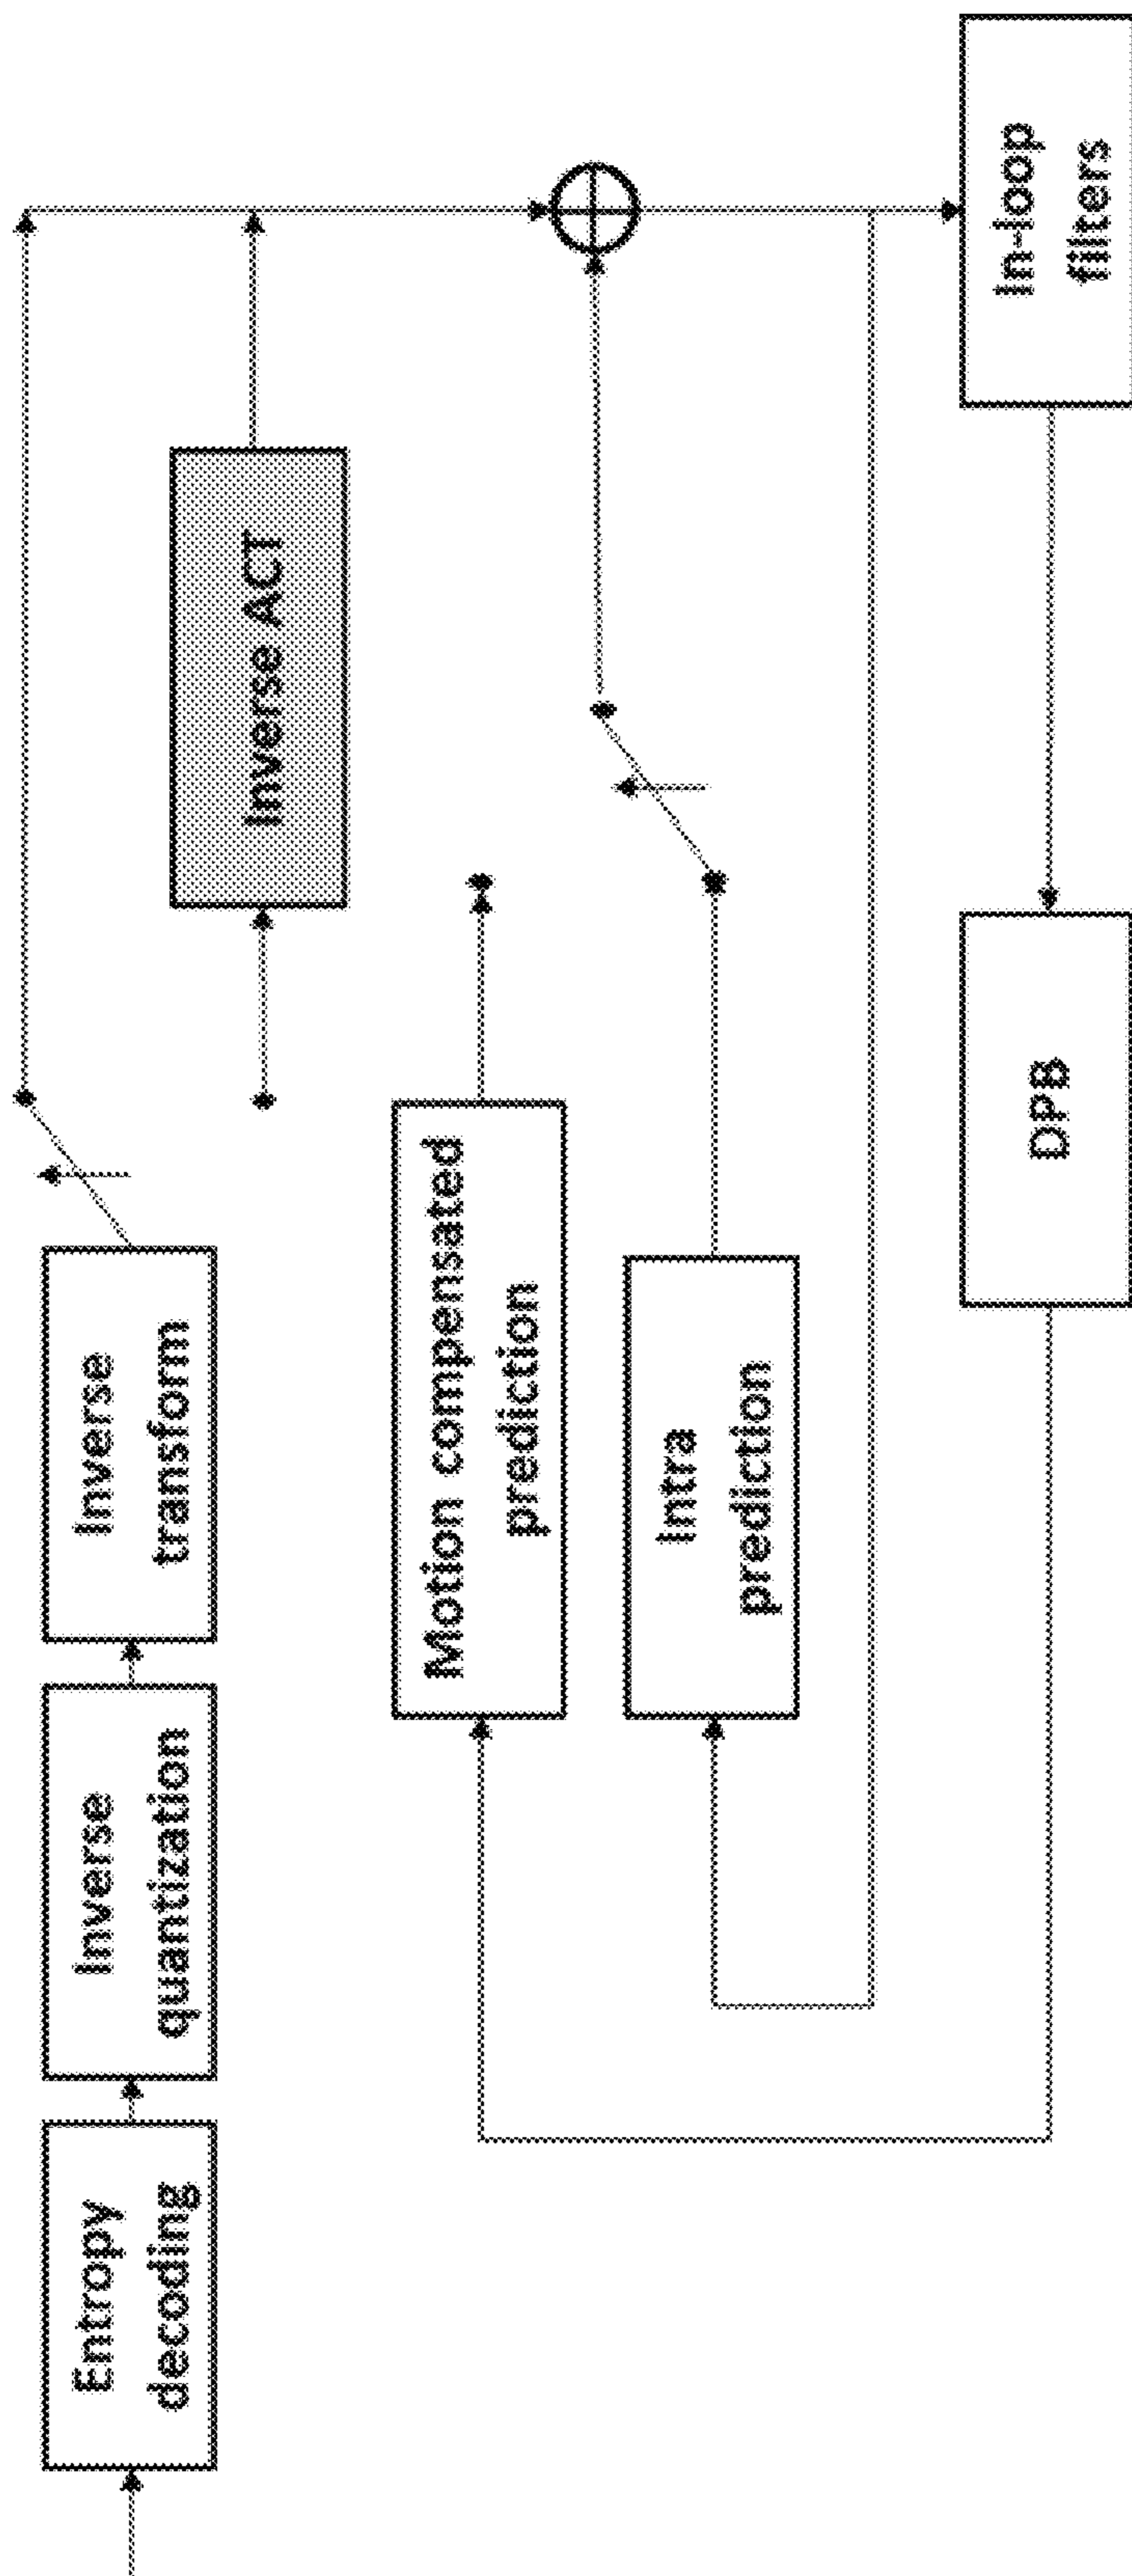 Entropy
decoding
Inverse
quantization
Inverse
transform
Inverse ACT
Motion compensated
prediction
Intra
prediction
DPB
In-loop
filters